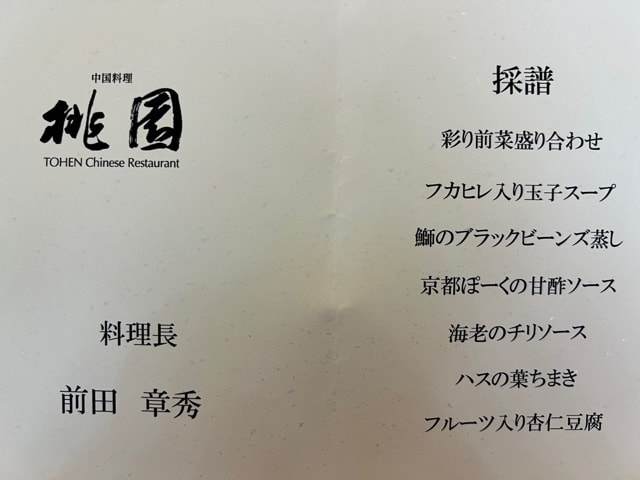 中国料理
桃園
TOHEN Chinese Restaurant
料理長
前田 章秀
採譜
彩り前菜盛り合わせ
フカヒレ入り玉子スープ
鰤のブラックビーンズ蒸し
京都ぽーくの甘酢ソース
海老のチリソース
ハスの葉ちまき
フルーツ入り杏仁豆腐